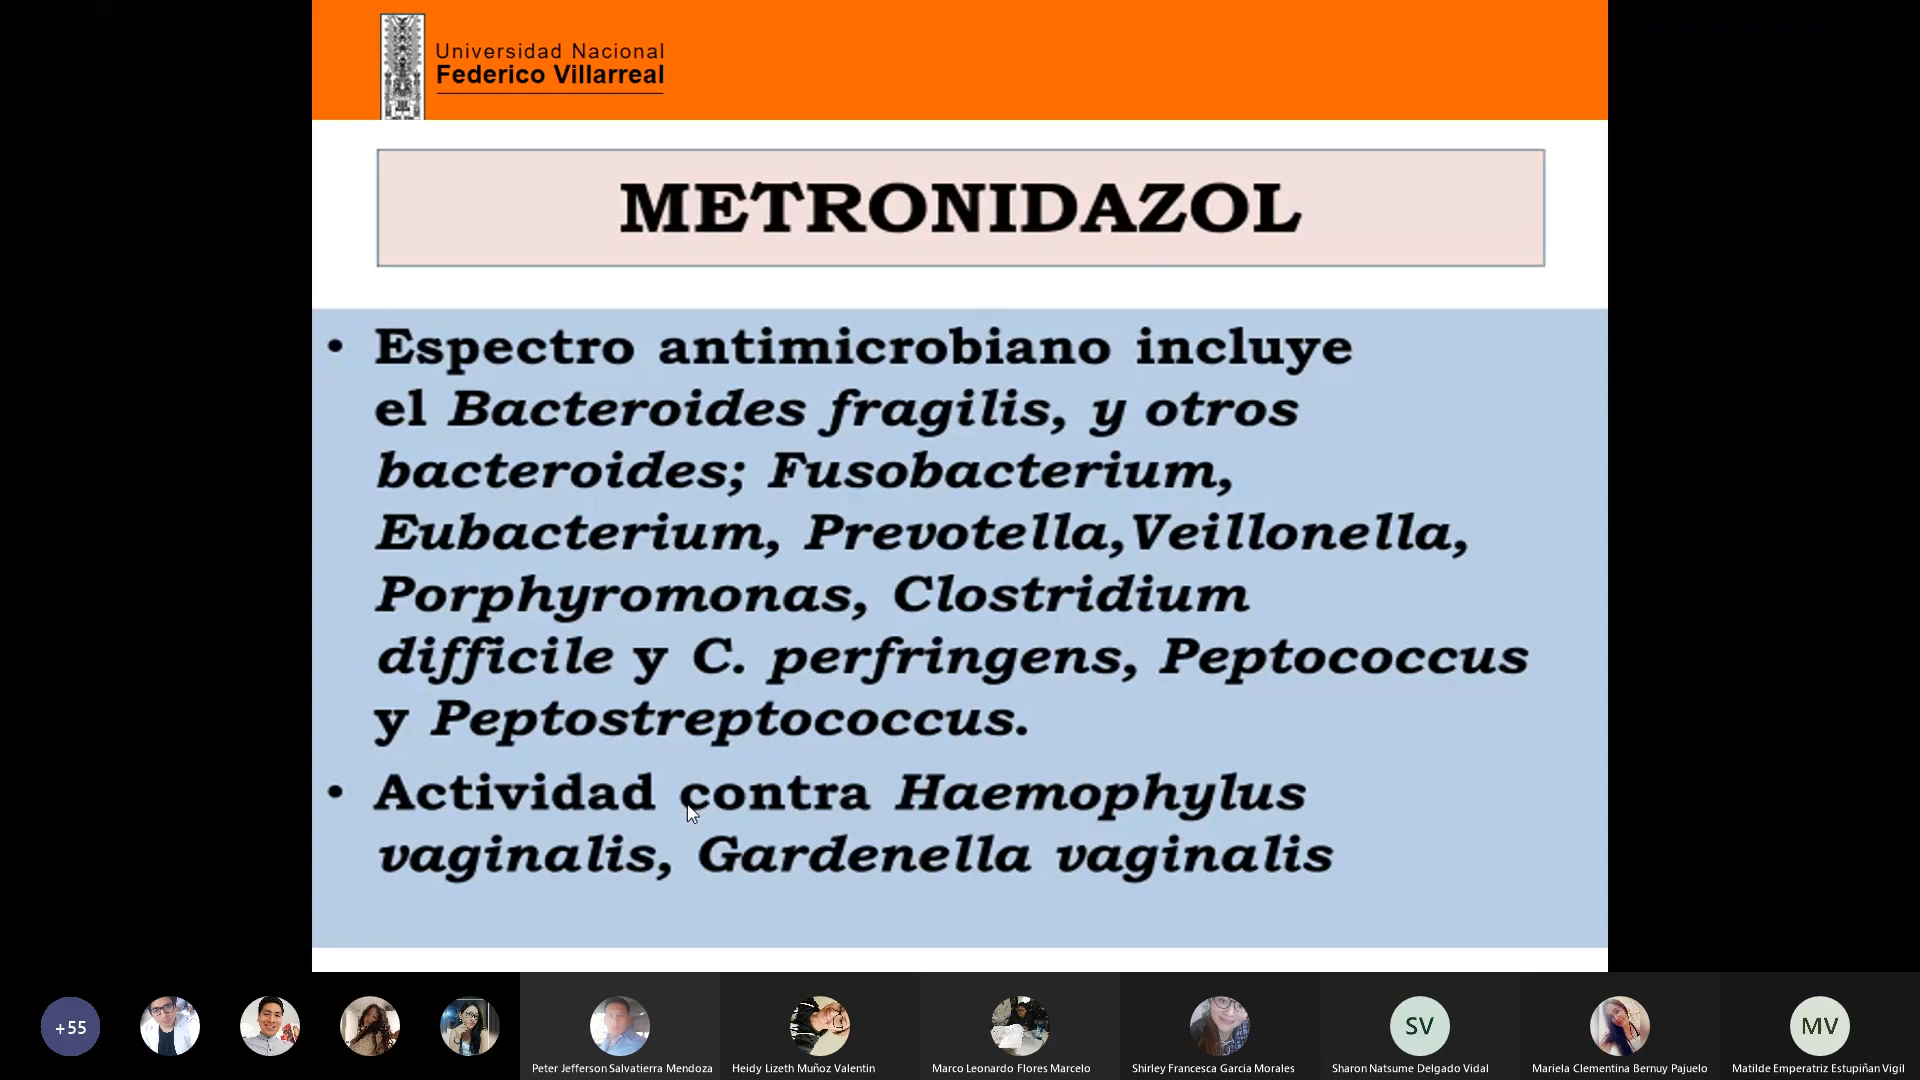 Universidad Nacional
Federico Villarreal
METRONIDAZOL
• Espectro antimicrobiano incluye
el Bacteroides fragilis, y otros
bacteroides; Fusobacterium,
Eubacterium, Prevotella,Veillonella,
Porphyromonas, Clostridium
difficile y C. perfringens, Peptococcus
y Peptostreptococcus.
• Actividad contra Haemophylus
vaginalis, Gardenella vaginalis
+55
SV
MV
Peter Jefferson Salvatierra Mendoza
Heidy Lizeth Muñoz Valentin
Marco Leonardo Flores Marcelo
Shirley Francesca Garcia Morales
Sharon Natsume Delgado Vidal
Mariela Clementina Bernuy Pajuelo
Matilde Emperatriz Estupiñan Vigil